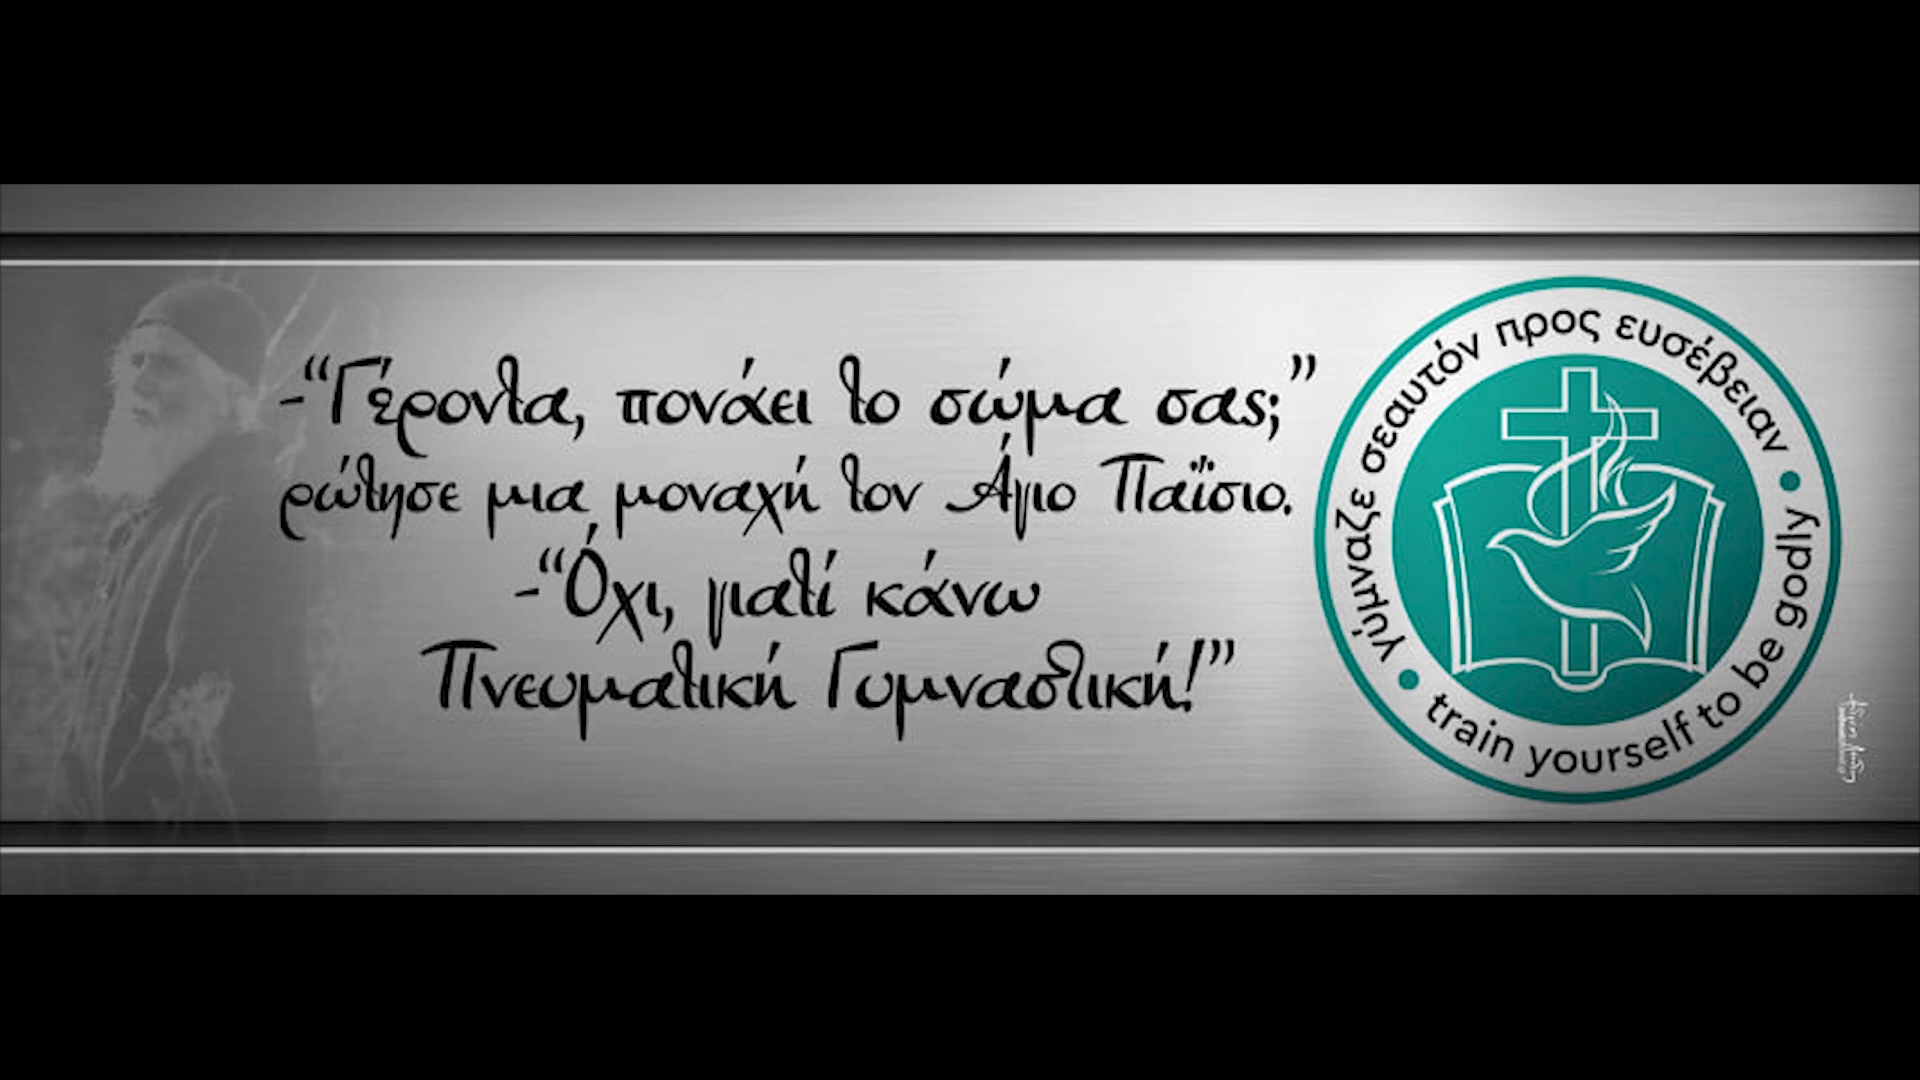 -“Γέροντα, πονάει το σώμα σας;”
ρώτησε μια μοναχή τον Άγιο Παΐσιο.
-“Όχι, γιατί κάνω
Πνευματική Γυμναστική!”
γύμναζε σεαυτόν προς ευσέβειαν
train yourself to be godly